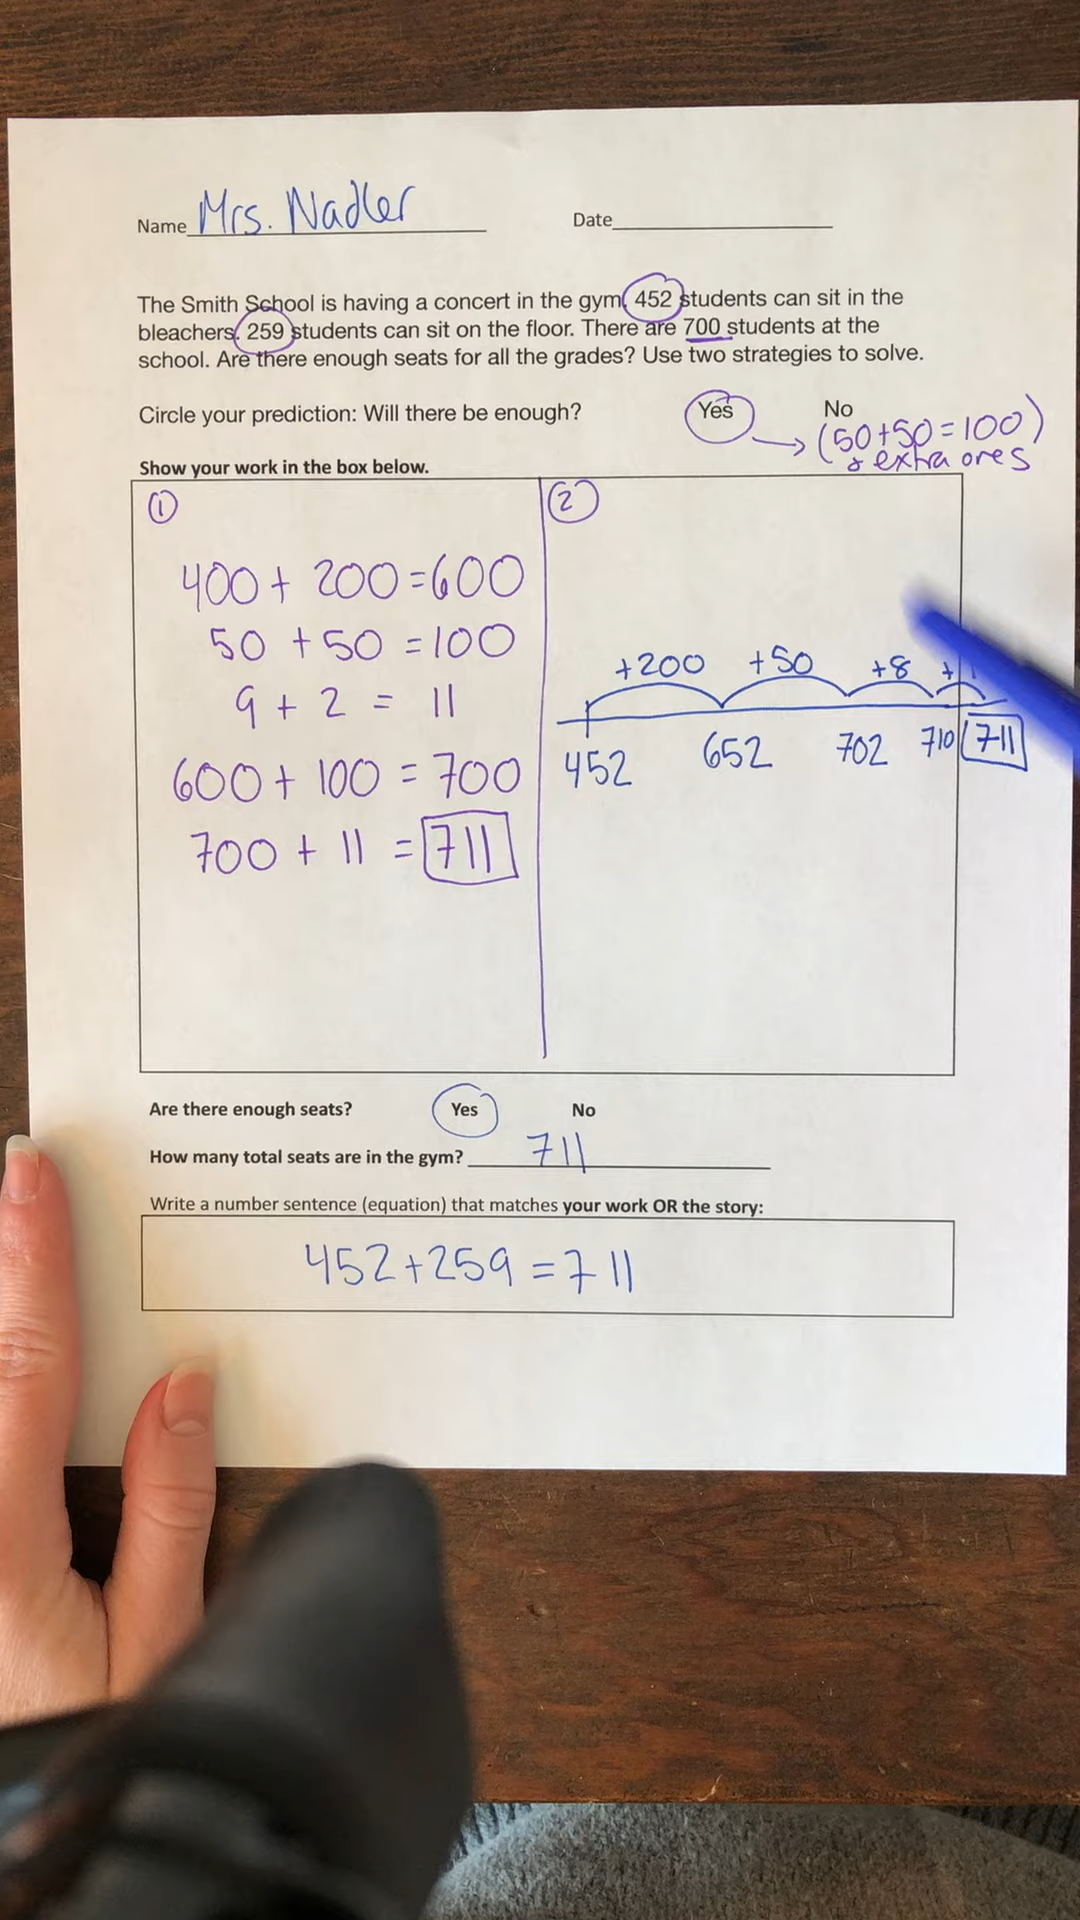 Name Mrs. Nadler Date
The Smith School is having a concert in the gym. 452 students can sit in the
bleachers. 259 students can sit on the floor. There are 700 students at the
school. Are there enough seats for all the grades? Use two strategies to solve.
Circle your prediction: Will there be enough? Yes No
(50+50=100)
& extra ones
Show your work in the box below.
①
400 + 200 = 600
50 + 50 = 100
9 + 2 = 11
600 + 100 = 700
700 + 11 = 711
②
+200 +50 +8 +1
452 652 702 710 711
Are there enough seats? Yes No
How many total seats are in the gym? 711
Write a number sentence (equation) that matches your work OR the story:
452+259=711